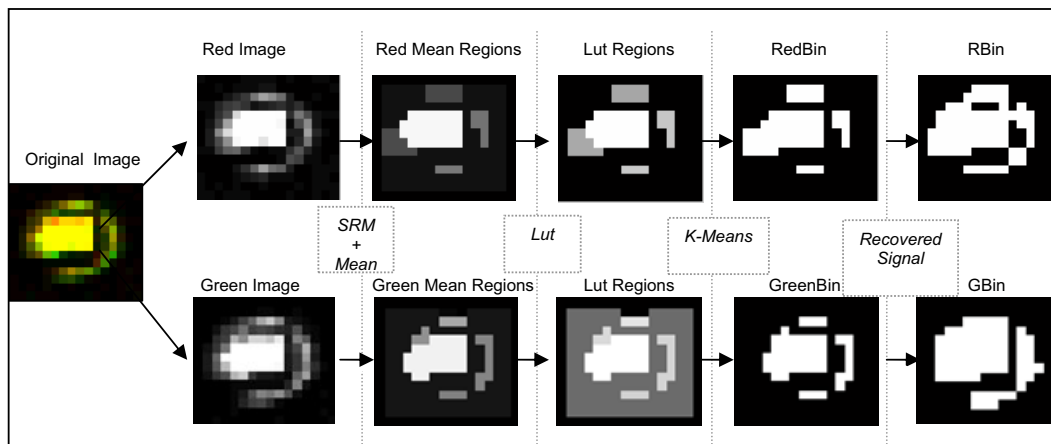 Red Image
Red Mean Regions
Lut Regions
RedBin
RBin
Original Image
SRM
+
Mean
Lut
K-Means
Recovered
Signal
Green Image
Green Mean Regions
Lut Regions
GreenBin
GBin